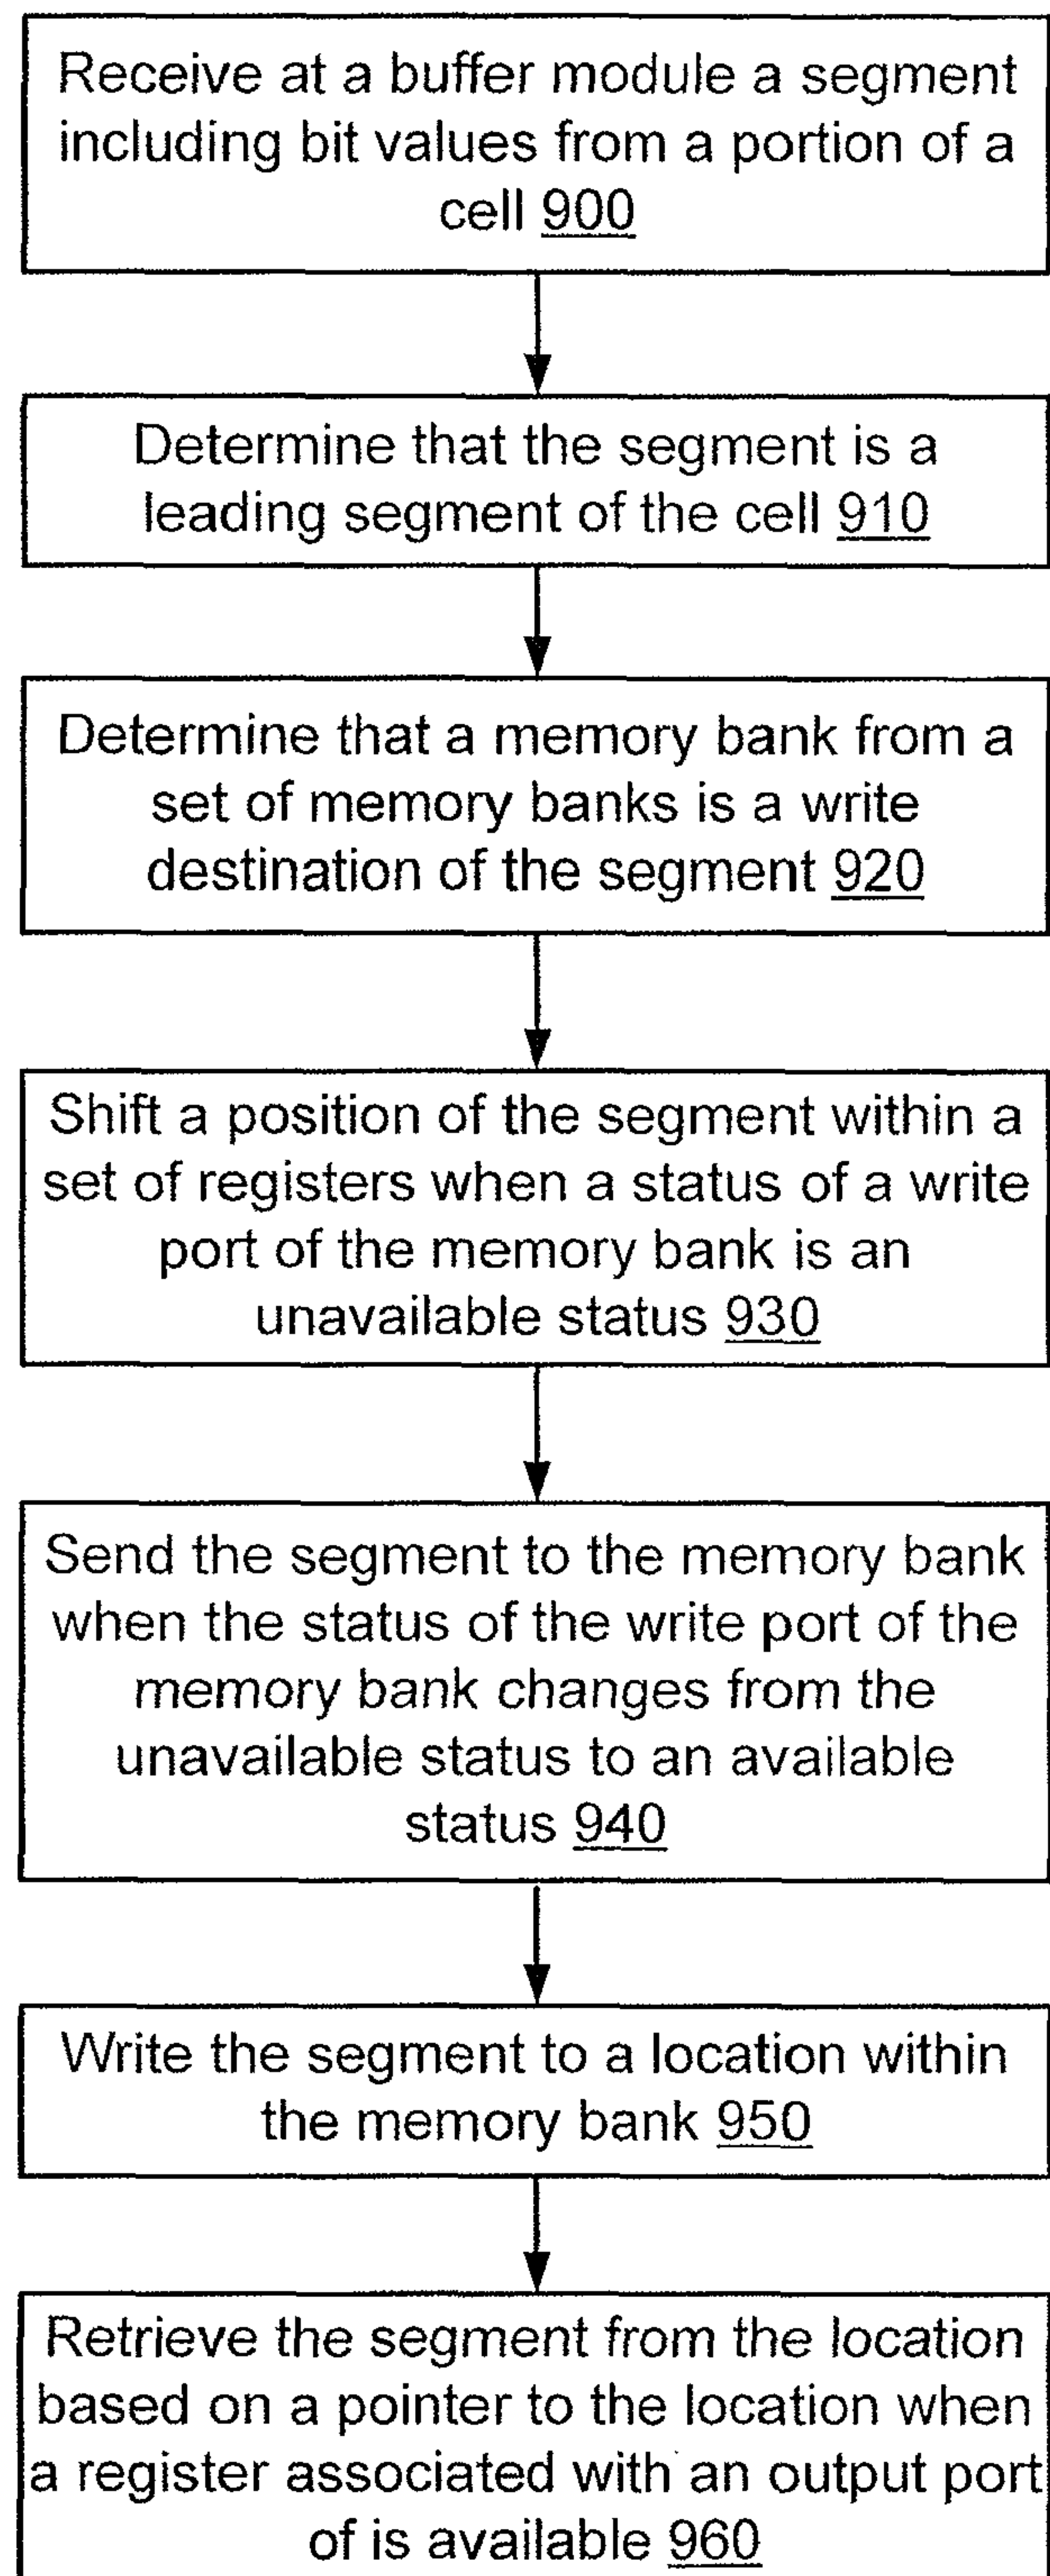 Receive at a buffer module a segment
including bit values from a portion of a
cell 900
Determine that the segment is a
leading segment of the cell 910
Determine that a memory bank from a
set of memory banks is a write
destination of the segment 920
Shift a position of the segment within a
set of registers when a status of a write
port of the memory bank is an
unavailable status 930
Send the segment to the memory bank
when the status of the write port of the
memory bank changes from the
unavailable status to an available
status 940
Write the segment to a location within
the memory bank 950
Retrieve the segment from the location
based on a pointer to the location when
a register associated with an output port
of is available 960